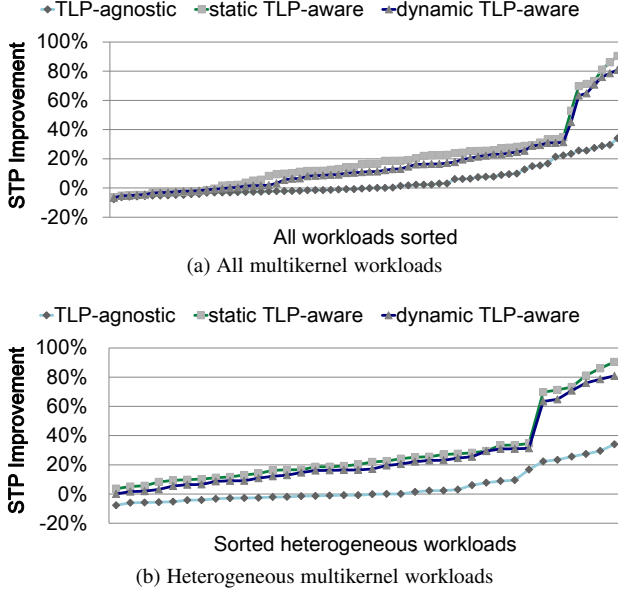 TLP-agnostic static TLP-aware dynamic TLP-aware
100%
80%
60%
40%
20%
0%
-20%
STP Improvement
All workloads sorted
(a) All multikernel workloads
TLP-agnostic static TLP-aware dynamic TLP-aware
100%
80%
60%
40%
20%
0%
-20%
STP Improvement
Sorted heterogeneous workloads
(b) Heterogeneous multikernel workloads